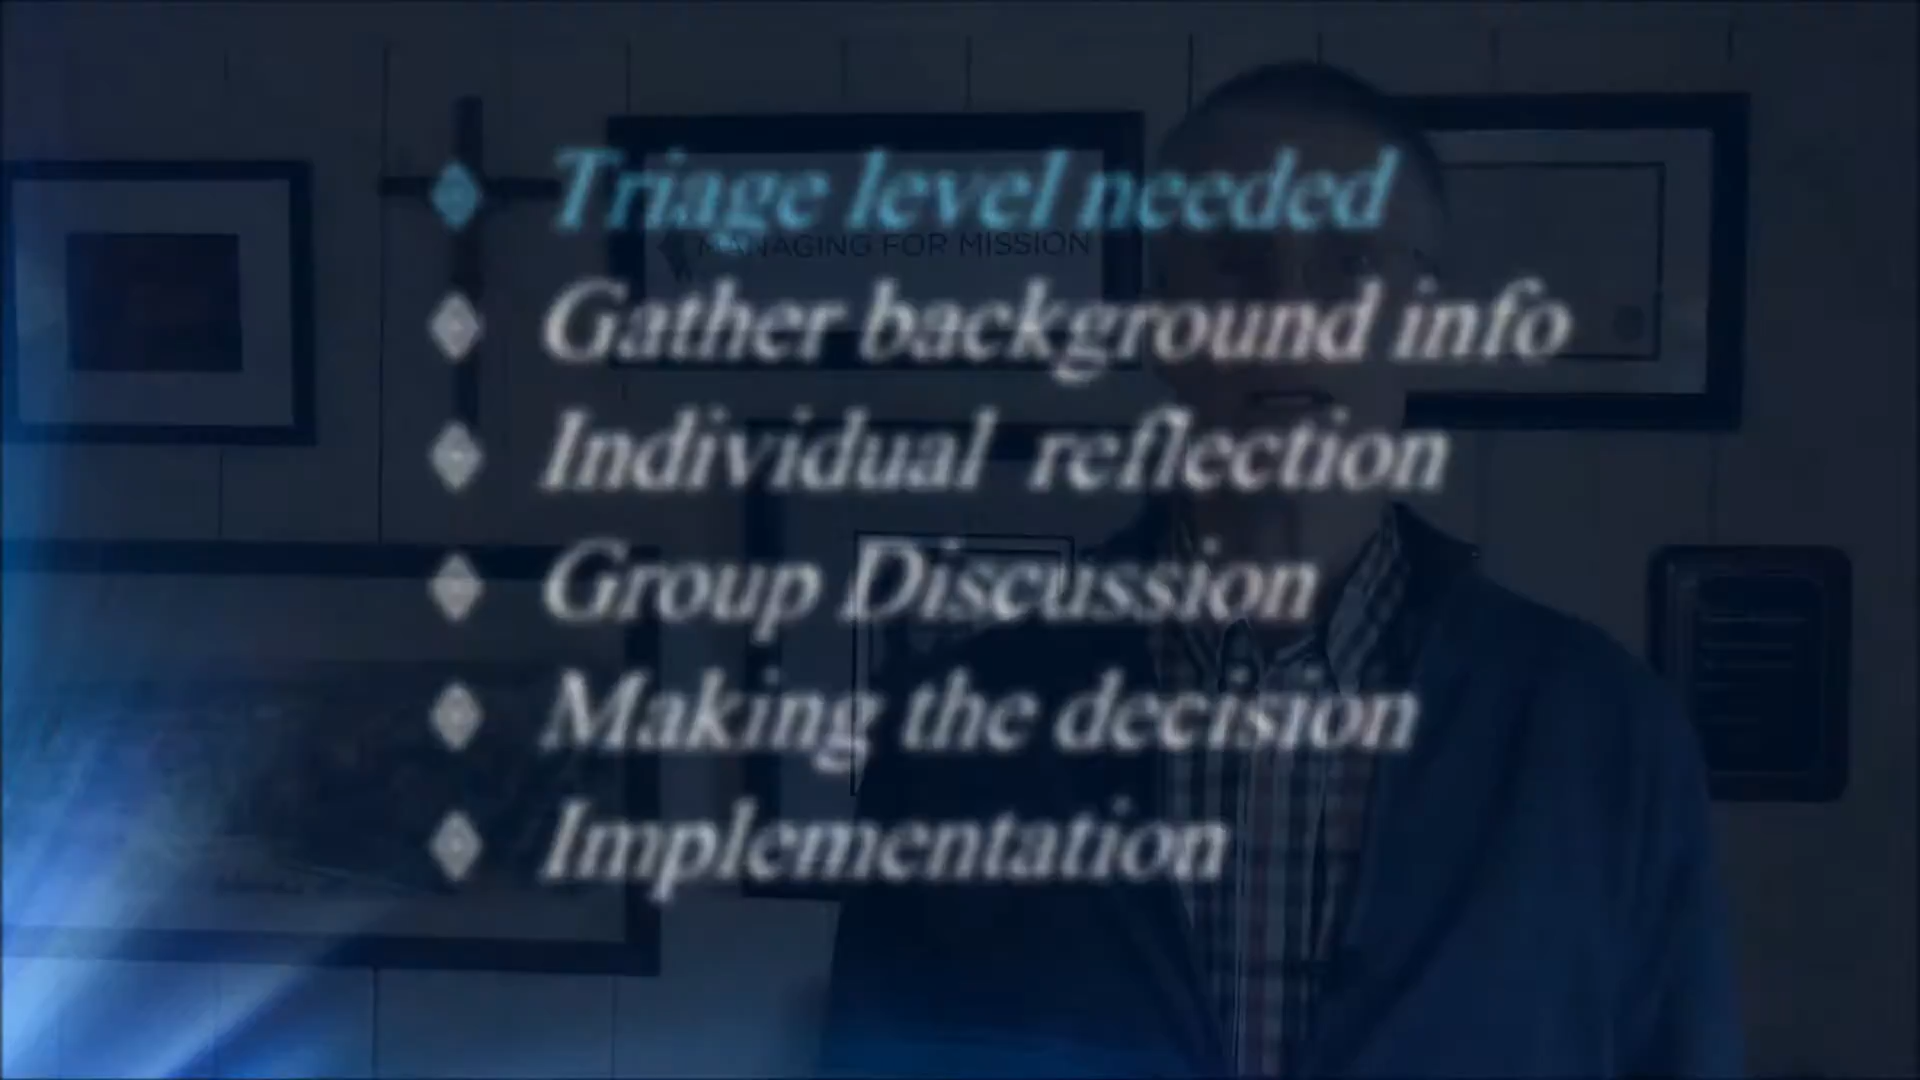 Triage level needed
MANAGING FOR MISSION
Gather background info
Individual reflection
Group Discussion
Making the decision
Implementation